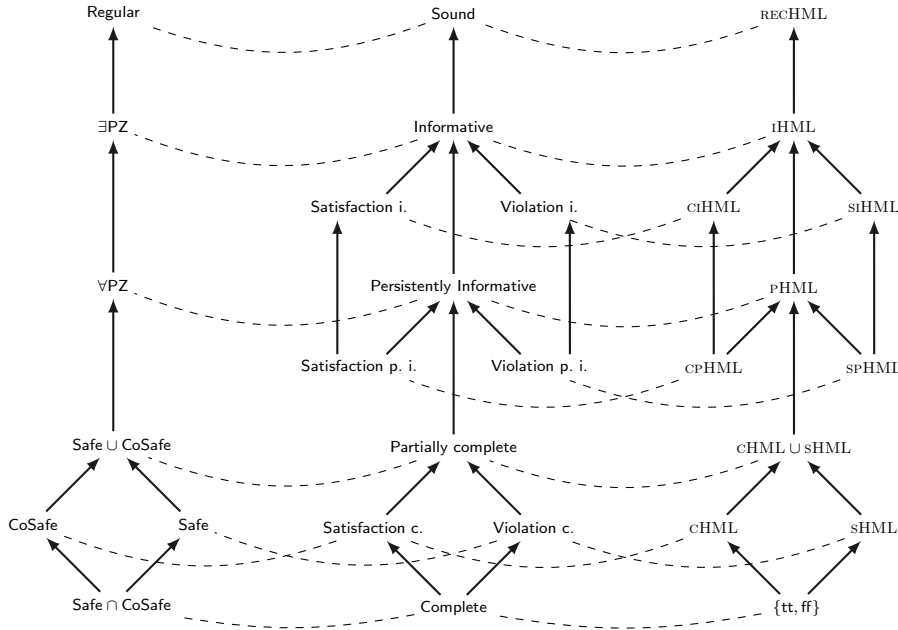 Regular Sound RECHML
∃PZ Informative IHML
Satisfaction i. Violation i. CIHML SIHML
∀PZ Persistently Informative PHML
Satisfaction p. i. Violation p. i. CPHML SPHML
Safe ∪ CoSafe Partially complete CHML ∪ SHML
CoSafe Safe Satisfaction c. Violation c. CHML SHML
Safe ∩ CoSafe Complete {tt, ff}